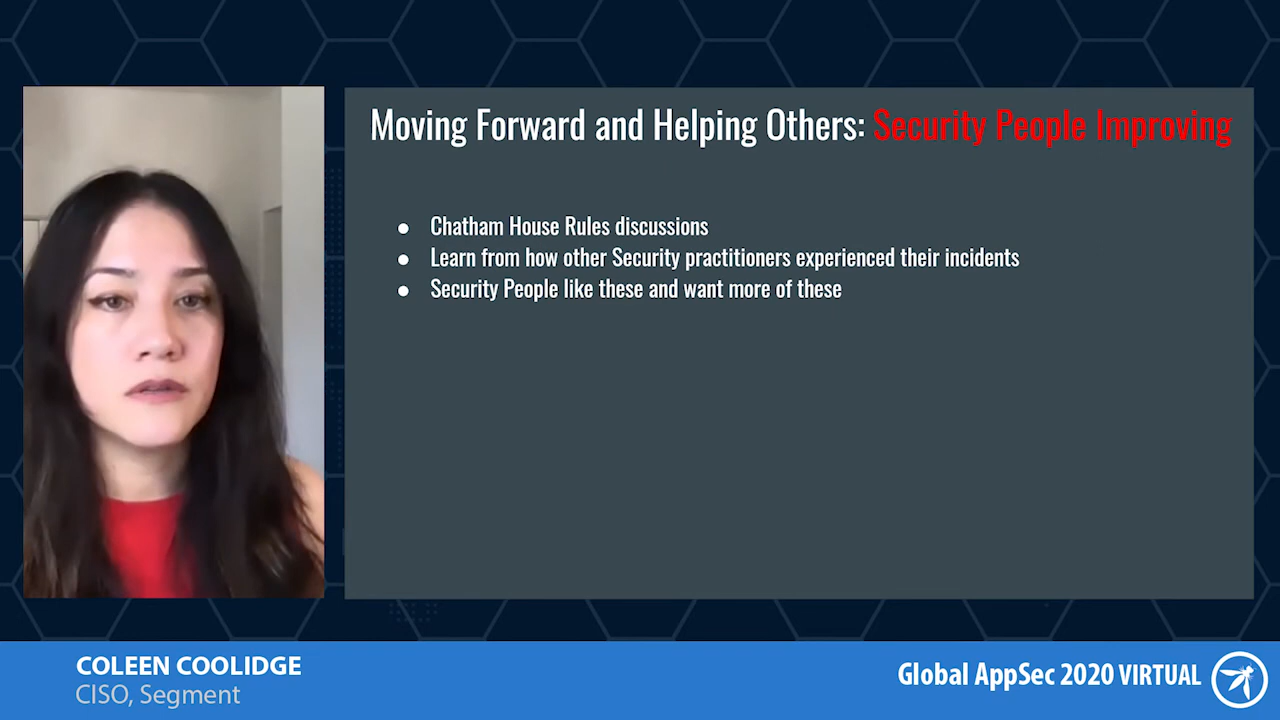 Moving Forward and Helping Others: Security People Improving
● Chatham House Rules discussions
● Learn from how other Security practitioners experienced their incidents
● Security People like these and want more of these
COLEEN COOLIDGE
CISO, Segment
Global AppSec 2020 VIRTUAL